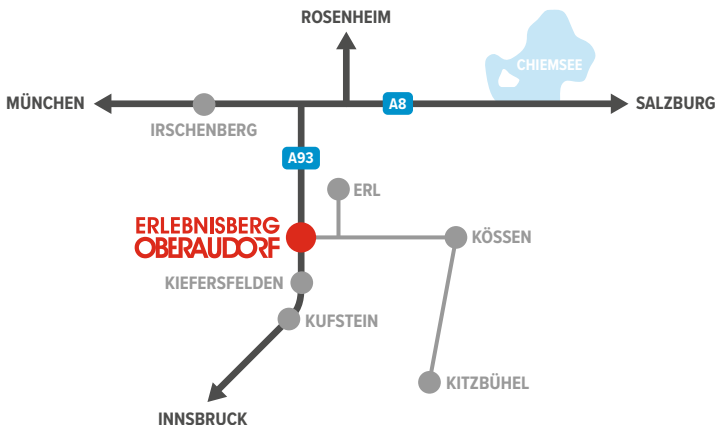 ROSENHEIM
CHIEMSEE
MÜNCHEN
A8
SALZBURG
IRSCHENBERG
A93
ERL
ERLEBNISBERG
OBERAUDORF
KÖSSEN
KIEFERSFELDEN
KUFSTEIN
KITZBÜHEL
INNSBRUCK